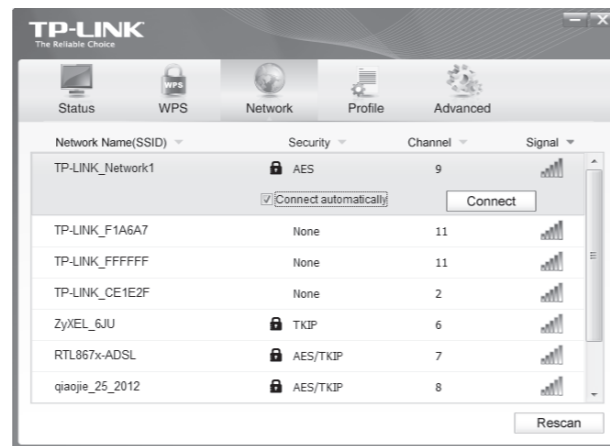 TP-LINK
The Reliable Choice
Status WPS Network Profile Advanced
WPS
Network Name(SSID) Security Channel Signal
TP-LINK_Network1 AES 9
Connect automatically Connect
TP-LINK_F1A6A7 None 11
TP-LINK_FFFFFF None 11
TP-LINK_CE1E2F None 2
ZyXEL_6JU TKIP 6
RTL867x-ADSL AES/TKIP 7
qiaojie_25_2012 AES/TKIP 8
Rescan